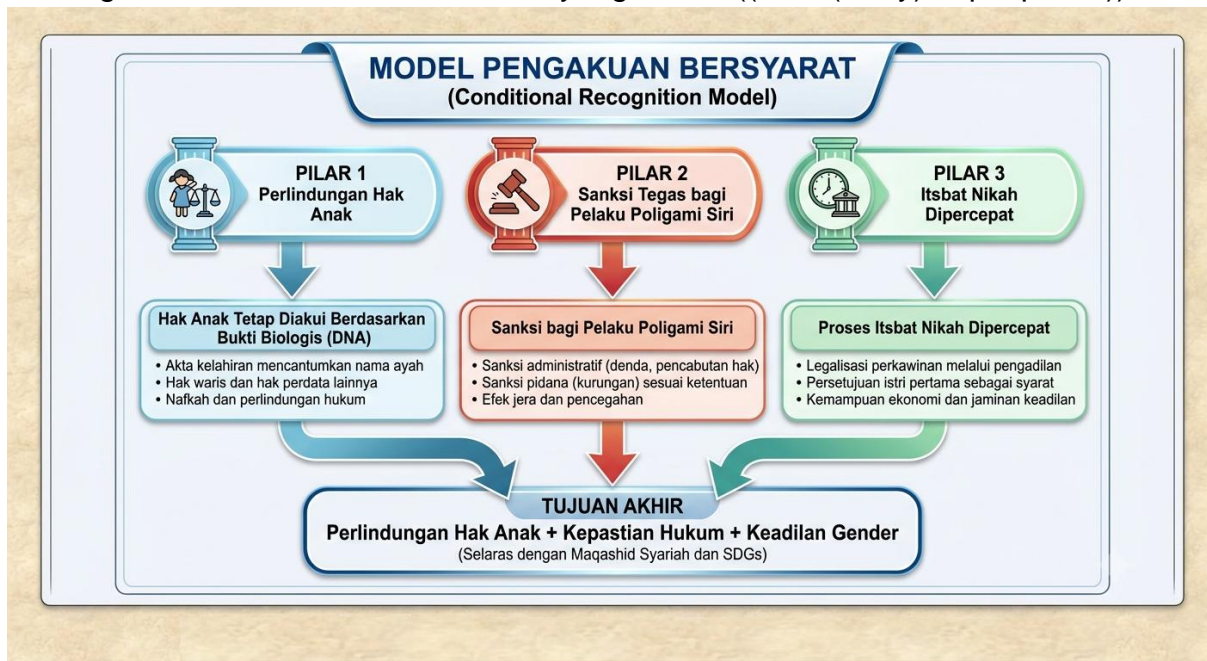 MODEL PENGAKUAN BERSYARAT
(Conditional Recognition Model)
PILAR 1
Perlindungan Hak
Anak
PILAR 2
Sanksi Tegas bagi
Pelaku Poligami Siri
PILAR 3
Itsbat Nikah
Dipercepat
Hak Anak Tetap Diakui Berdasarkan
Bukti Biologis (DNA)
• Akta kelahiran mencantumkan nama ayah
• Hak waris dan hak perdata lainnya
• Nafkah dan perlindungan hukum
Sanksi bagi Pelaku Poligami Siri
• Sanksi administratif (denda, pencabutan hak)
• Sanksi pidana (kurungan) sesuai ketentuan
• Efek jera dan pencegahan
Proses Itsbat Nikah Dipercepat
• Legalisasi perkawinan melalui pengadilan
• Persetujuan istri pertama sebagai syarat
• Kemampuan ekonomi dan jaminan keadilan
TUJUAN AKHIR
Perlindungan Hak Anak + Kepastian Hukum + Keadilan Gender
(Selaras dengan Maqashid Syariah dan SDGs)